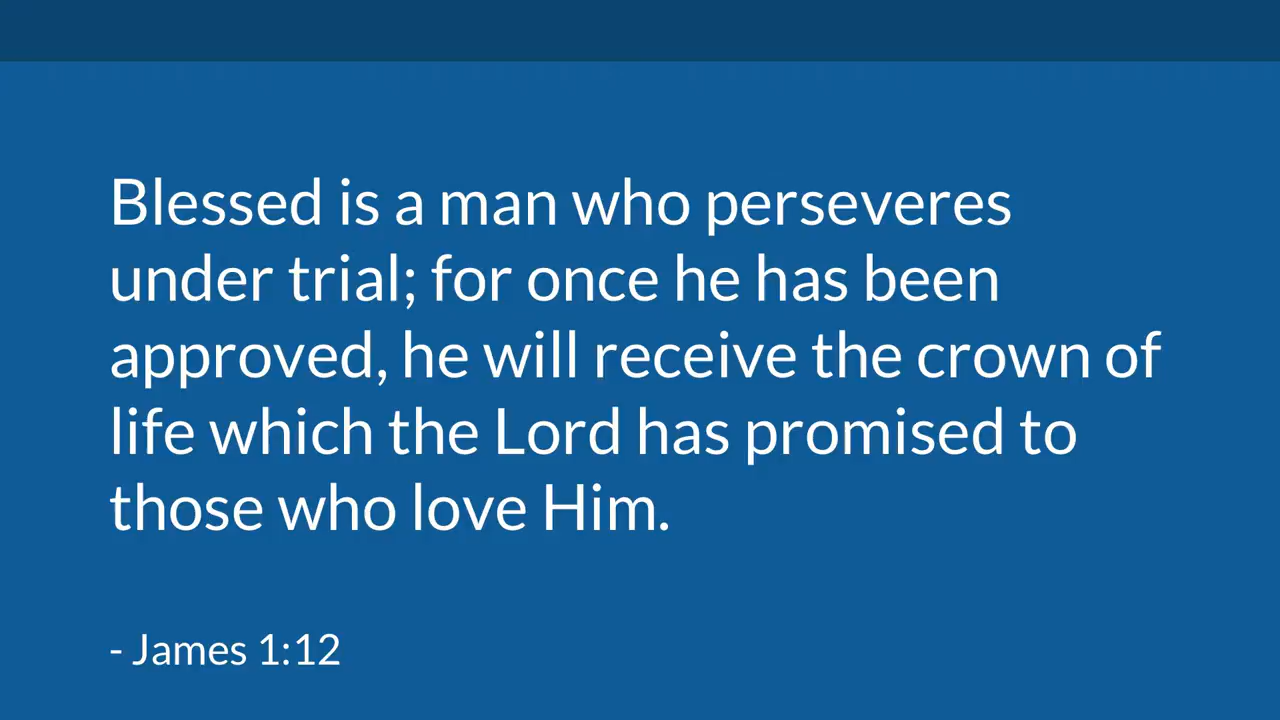 Blessed is a man who perseveres
under trial; for once he has been
approved, he will receive the crown of
life which the Lord has promised to
those who love Him.
- James 1:12